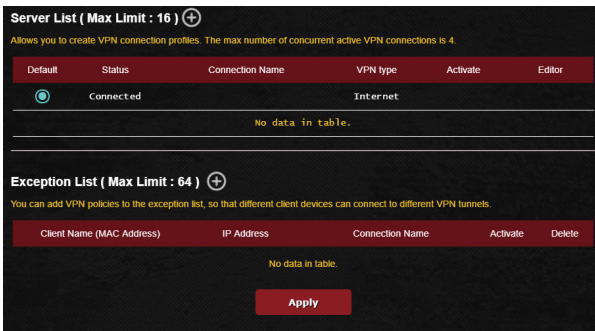 Server List ( Max Limit : 16 )
Allows you to create VPN connection profiles. The max number of concurrent active VPN connections is 4.
Default Status Connection Name VPN type Activate Editor
Connected Internet
No data in table.
Exception List ( Max Limit : 64 )
You can add VPN policies to the exception list, so that different client devices can connect to different VPN tunnels.
Client Name (MAC Address) IP Address Connection Name Activate Delete
No data in table.
Apply